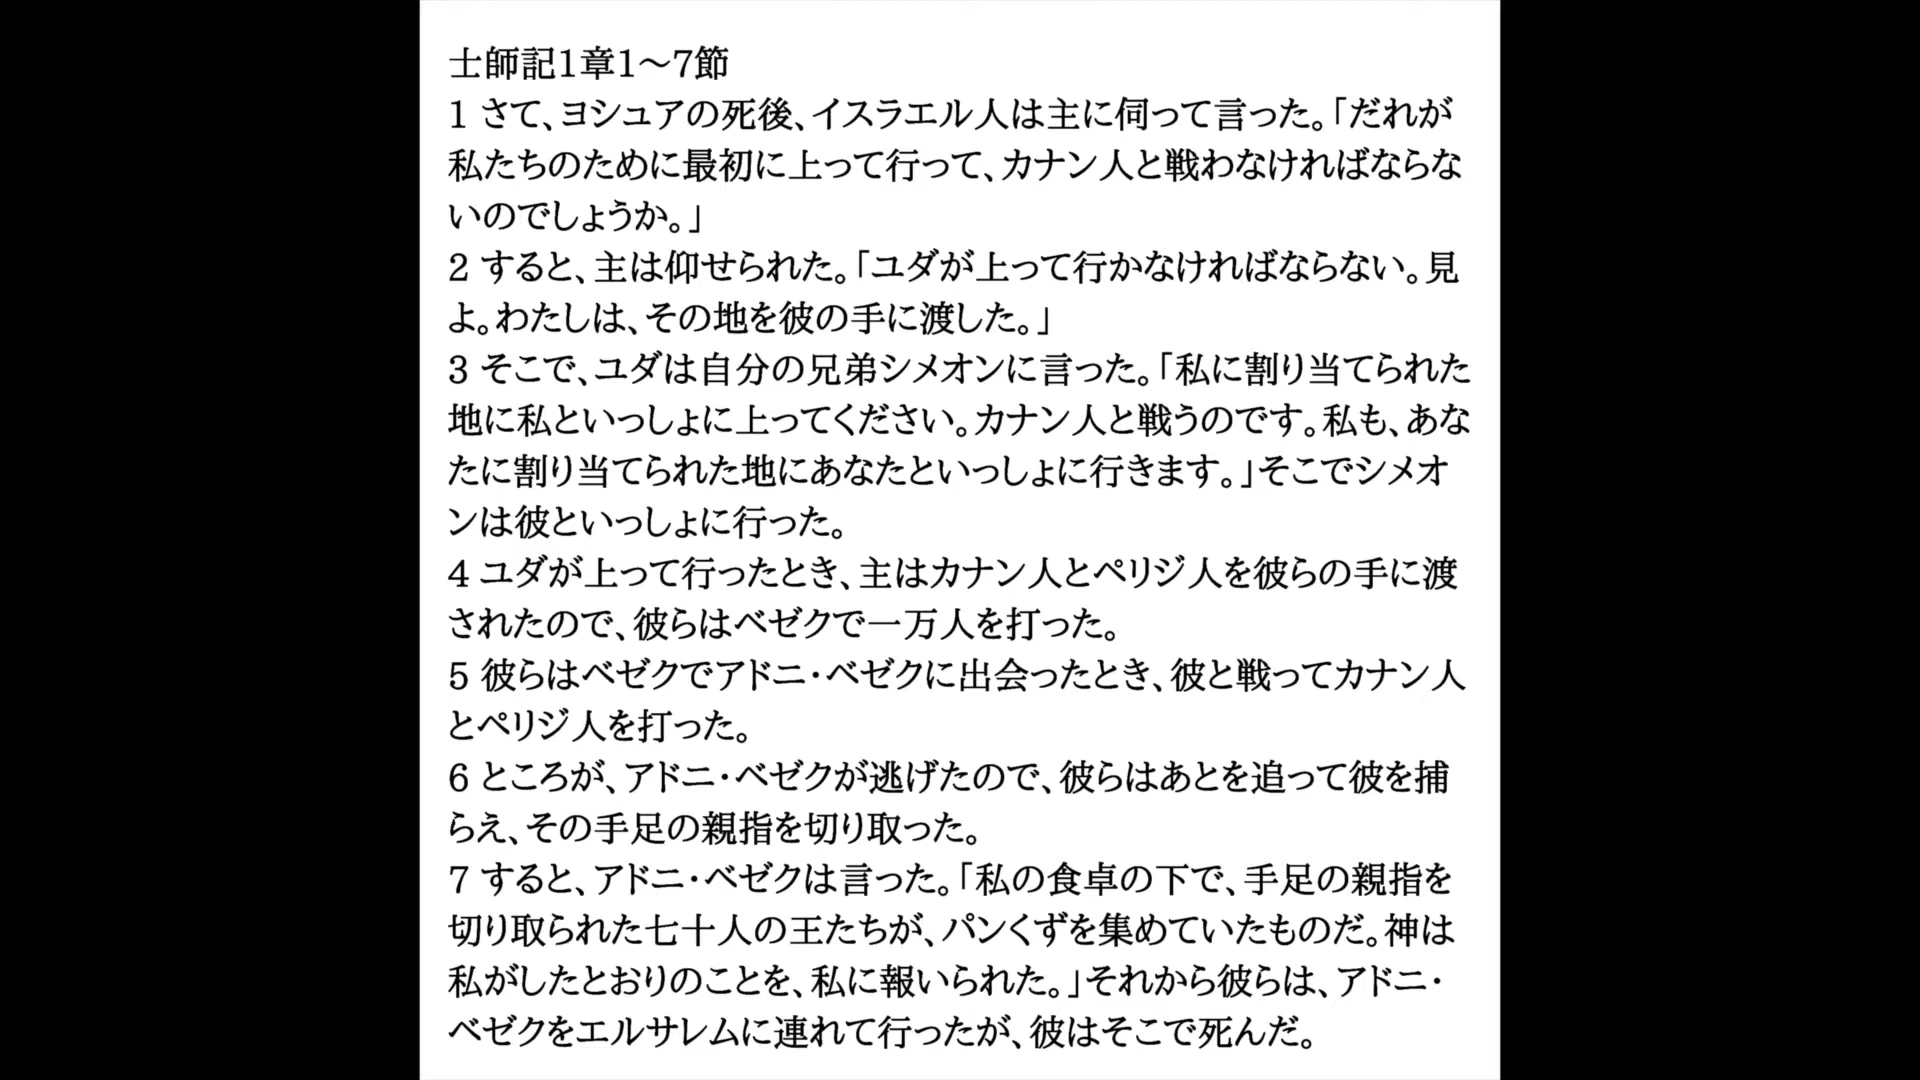 士師記1章1〜7節
1 さて、ヨシュアの死後、イスラエル人は主に伺って言った。「だれが
私たちのために最初に上って行って、カナン人と戦わなければならな
いのでしょうか。」
2 すると、主は仰せられた。「ユダが上って行かなければならない。見
よ。わたしは、その地を彼の手に渡した。」
3 そこで、ユダは自分の兄弟シメオンに言った。「私に割り当てられた
地に私といっしょに上ってください。カナン人と戦うのです。私も、あな
たに割り当てられた地にあなたといっしょに行きます。」そこでシメオ
ンは彼といっしょに行った。
4 ユダが上って行ったとき、主はカナン人とペリジ人を彼らの手に渡
されたので、彼らはベゼクで一万人を打った。
5 彼らはベゼクでアドニ・ベゼクに出会ったとき、彼と戦ってカナン人
とペリジ人を打った。
6 ところが、アドニ・ベゼクが逃げたので、彼らはあとを追って彼を捕
らえ、その手足の親指を切り取った。
7 すると、アドニ・ベゼクは言った。「私の食卓の下で、手足の親指を
切り取られた七十人の王たちが、パンくずを集めていたものだ。神は
私がしたとおりのことを、私に報いられた。」それから彼らは、アドニ・
ベゼクをエルサレムに連れて行ったが、彼はそこで死んだ。